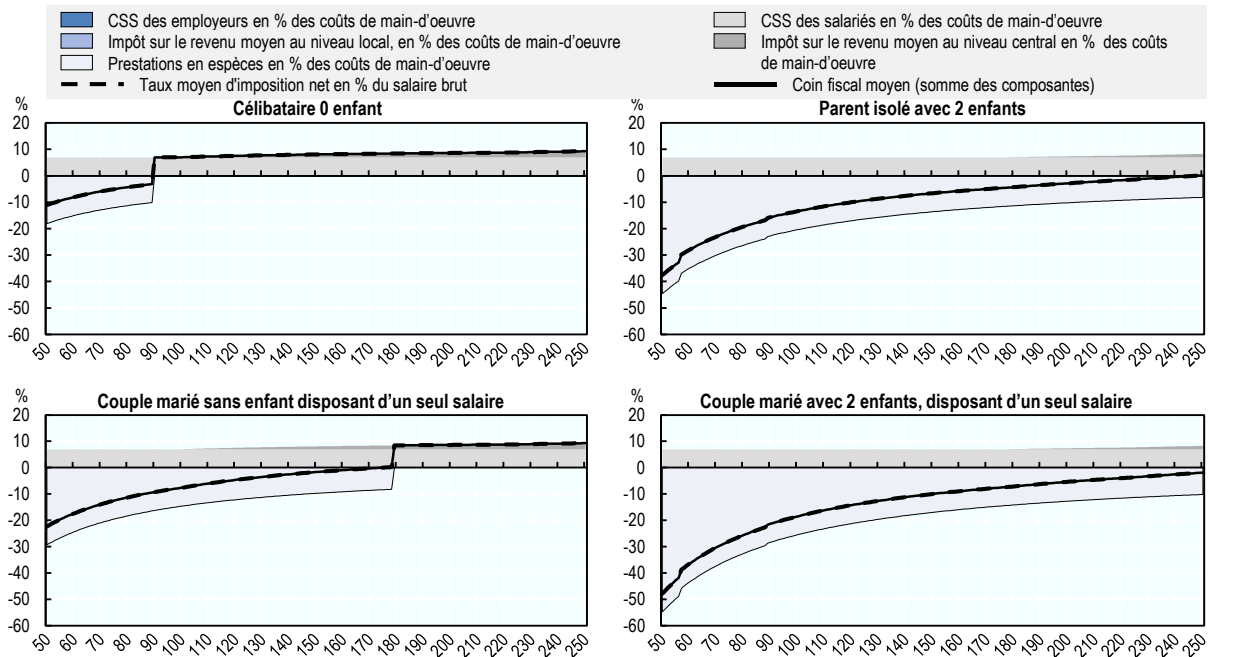 CSS des employeurs en % des coûts de main-d'oeuvre
CSS des salariés en % des coûts de main-d'oeuvre
Impôt sur le revenu moyen au niveau local, en % des coûts de main-d'oeuvre
Impôt sur le revenu moyen au niveau central en % des coûts
de main-d'oeuvre
Prestations en espèces en % des coûts de main-d'oeuvre
Taux moyen d'imposition net en % du salaire brut
Coin fiscal moyen (somme des composantes)
%
Célibataire 0 enfant
20
10
0
-10
-20
-30
-40
-50
-60
50 60 70 80 90 100 110 120 130 140 150 160 170 180 190 200 210 220 230 240 250
%
Parent isolé avec 2 enfants
20
10
0
-10
-20
-30
-40
-50
-60
50 60 70 80 90 100 110 120 130 140 150 160 170 180 190 200 210 220 230 240 250
%
Couple marié sans enfant disposant d’un seul salaire
20
10
0
-10
-20
-30
-40
-50
-60
50 60 70 80 90 100 110 120 130 140 150 160 170 180 190 200 210 220 230 240 250
%
Couple marié avec 2 enfants, disposant d’un seul salaire
20
10
0
-10
-20
-30
-40
-50
-60
50 60 70 80 90 100 110 120 130 140 150 160 170 180 190 200 210 220 230 240 250